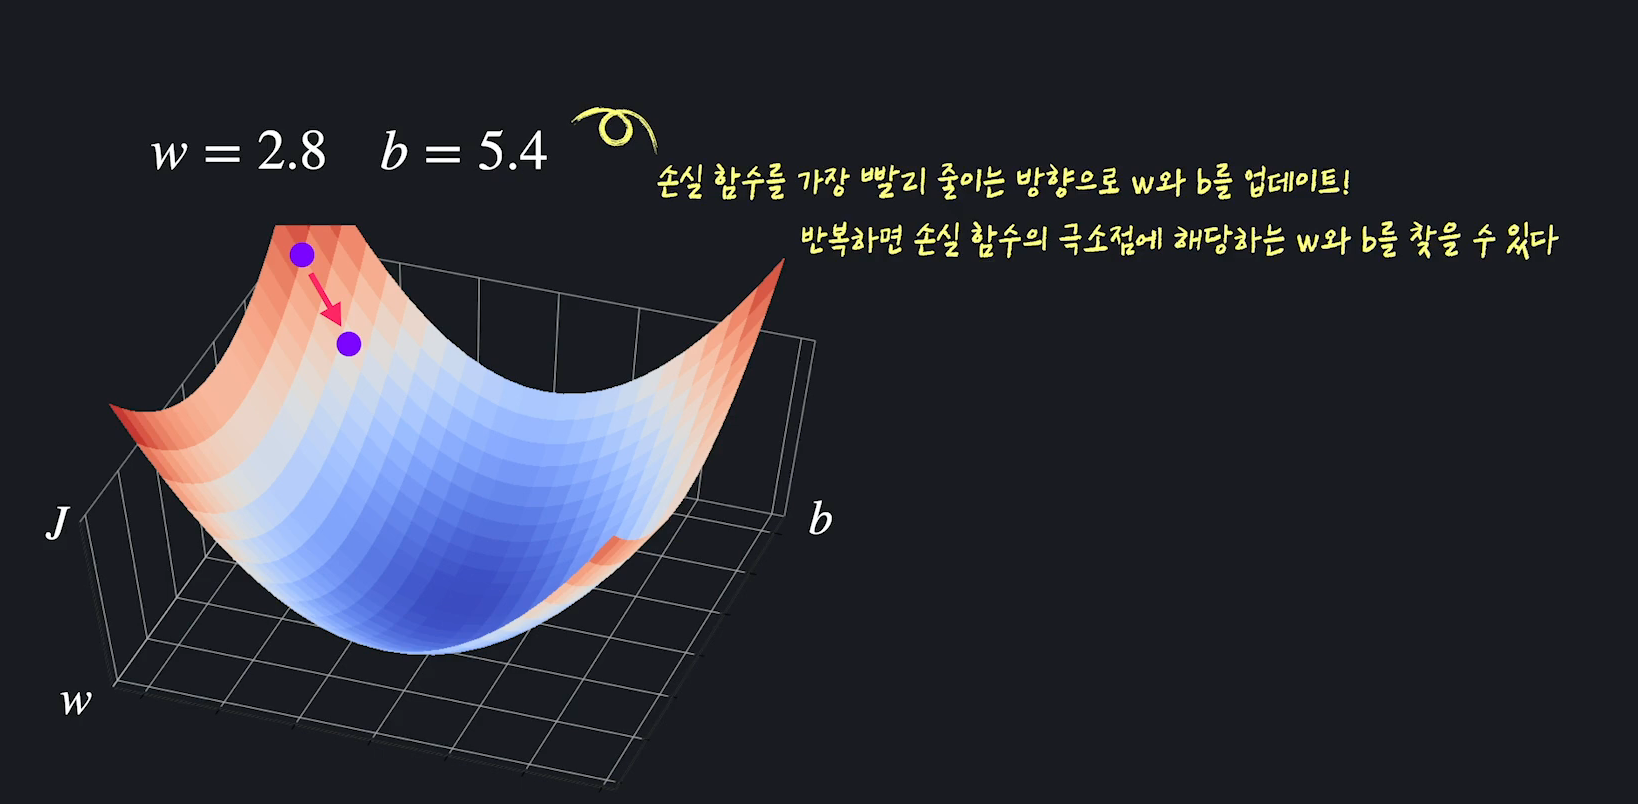 w = 2.8 b = 5.4
손실 함수를 가장 빨리 줄이는 방향으로 w와 b를 업데이트!
반복하면 손실 함수의 극소점에 해당하는 w와 b를 찾을 수 있다
J
b
w